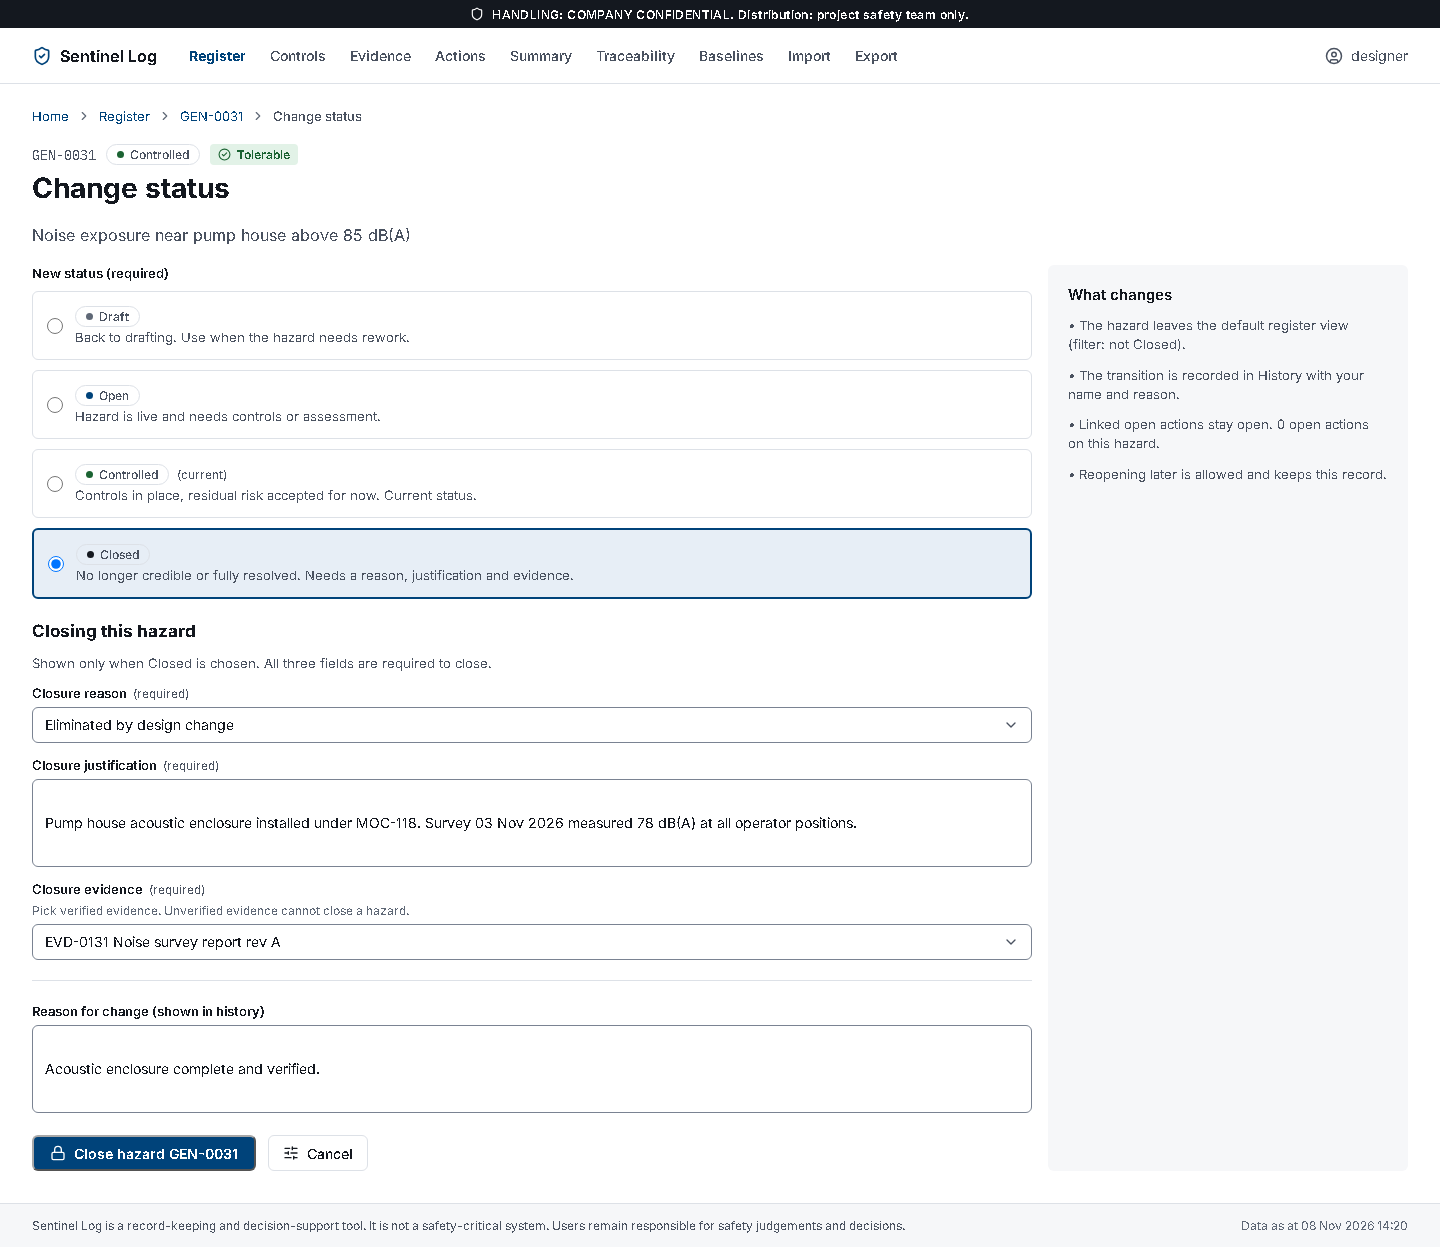 HANDLING: COMPANY CONFIDENTIAL. Distribution: project safety team only.
Sentinel Log
Register
Controls
Evidence
Actions
Summary
Traceability
Baselines
Import
Export
designer
Home
Register
GEN-0031
Change status
GEN-0031
Controlled
Tolerable
Change status
Noise exposure near pump house above 85 dB(A)
New status (required)
Draft
Back to drafting. Use when the hazard needs rework.
Open
Hazard is live and needs controls or assessment.
Controlled (current)
Controls in place, residual risk accepted for now. Current status.
Closed
No longer credible or fully resolved. Needs a reason, justification and evidence.
Closing this hazard
Shown only when Closed is chosen. All three fields are required to close.
Closure reason (required)
Eliminated by design change
Closure justification (required)
Pump house acoustic enclosure installed under MOC-118. Survey 03 Nov 2026 measured 78 dB(A) at all operator positions.
Closure evidence (required)
Pick verified evidence. Unverified evidence cannot close a hazard.
EVD-0131 Noise survey report rev A
Reason for change (shown in history)
Acoustic enclosure complete and verified.
Close hazard GEN-0031
Cancel
What changes
• The hazard leaves the default register view
(filter: not Closed).
• The transition is recorded in History with your
name and reason.
• Linked open actions stay open. 0 open actions
on this hazard.
• Reopening later is allowed and keeps this record.
Sentinel Log is a record-keeping and decision-support tool. It is not a safety-critical system. Users remain responsible for safety judgements and decisions.
Data as at 08 Nov 2026 14:20